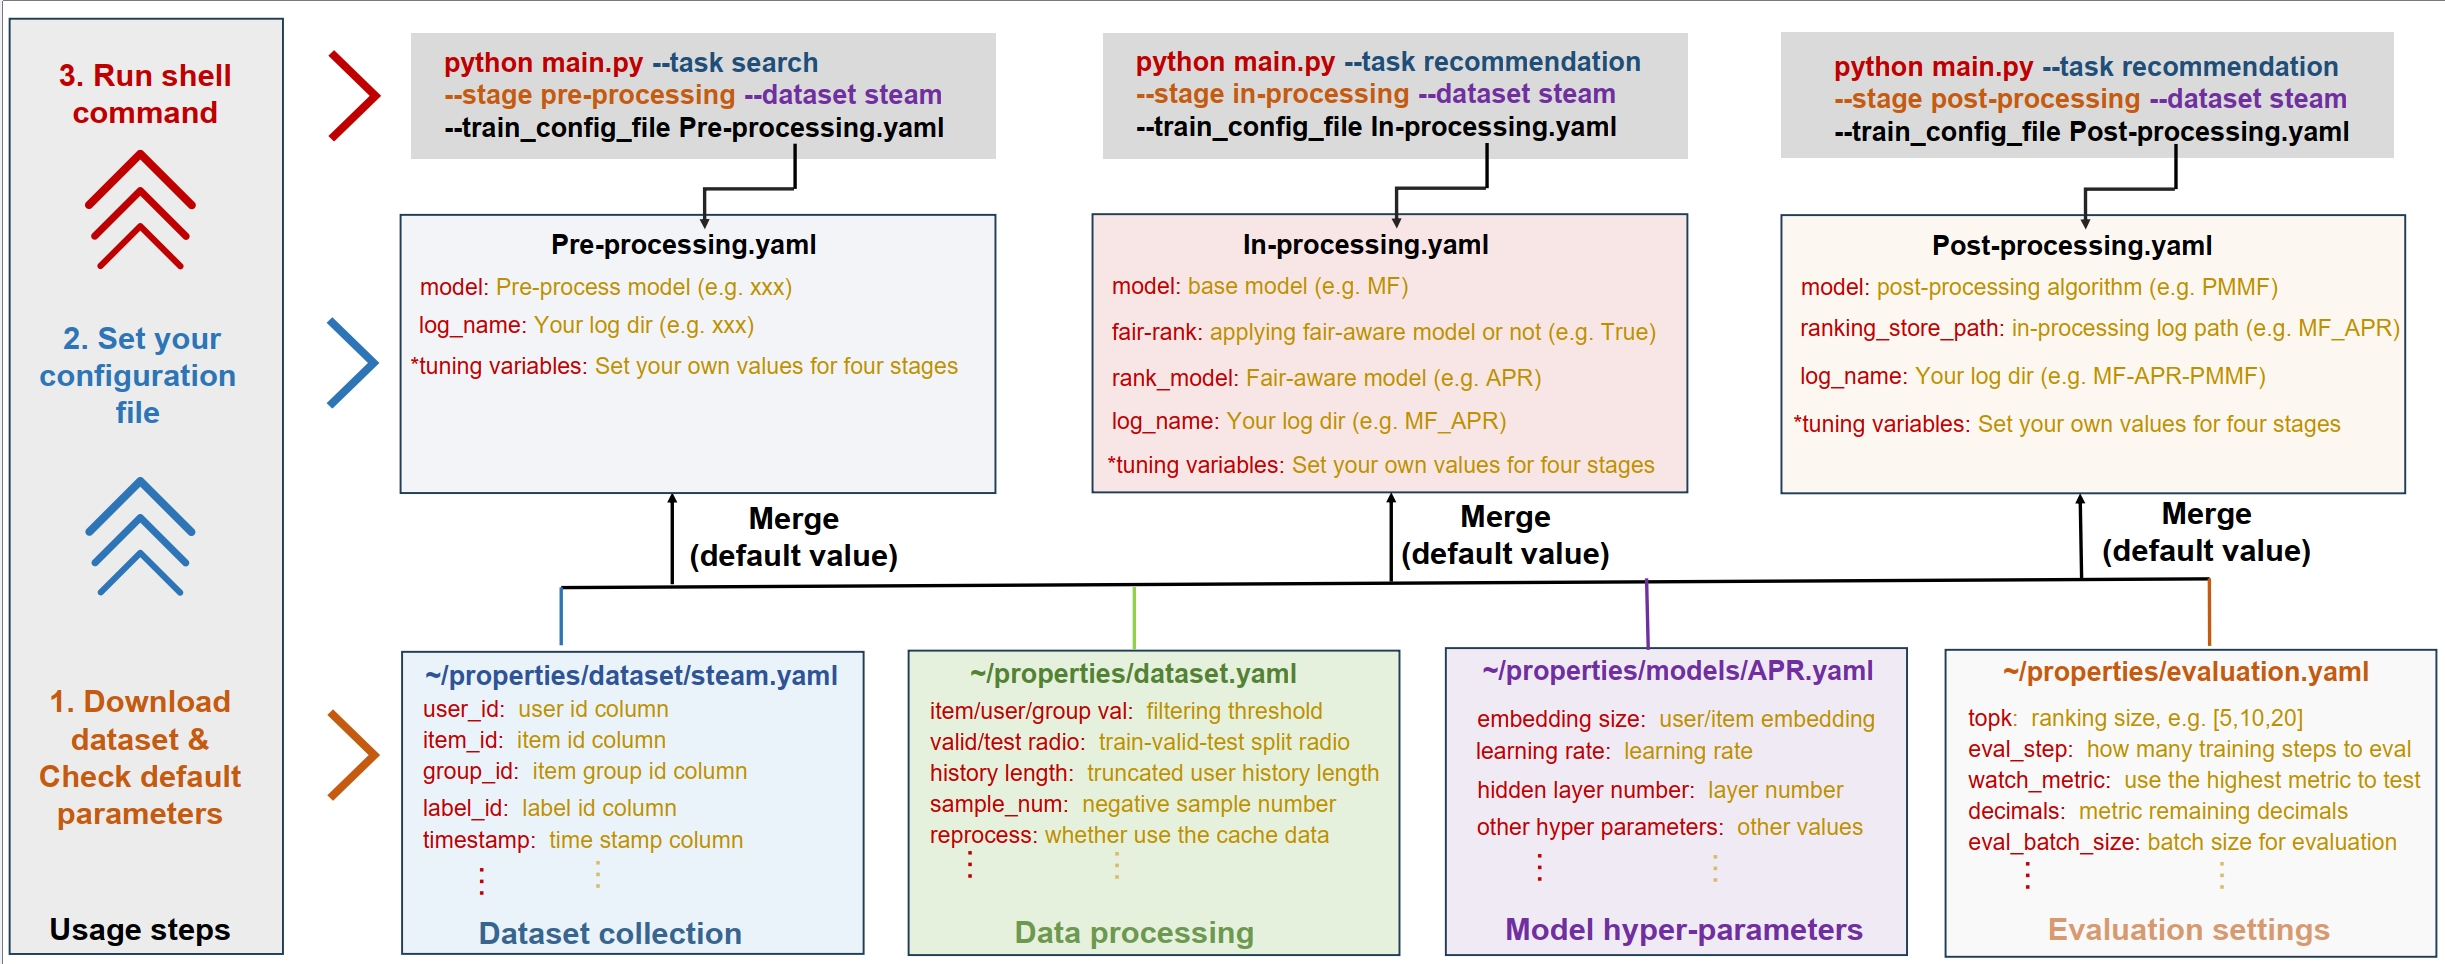 3. Run shell
command
2. Set your
configuration
file
1. Download
dataset &
Check default
parameters
Usage steps
python main.py --task search
--stage pre-processing --dataset steam
--train_config_file Pre-processing.yaml
python main.py --task recommendation
--stage in-processing --dataset steam
--train_config_file In-processing.yaml
python main.py --task recommendation
--stage post-processing --dataset steam
--train_config_file Post-processing.yaml
Pre-processing.yaml
model: Pre-process model (e.g. xxx)
log_name: Your log dir (e.g. xxx)
*tuning variables: Set your own values for four stages
In-processing.yaml
model: base model (e.g. MF)
fair-rank: applying fair-aware model or not (e.g. True)
rank_model: Fair-aware model (e.g. APR)
log_name: Your log dir (e.g. MF_APR)
*tuning variables: Set your own values for four stages
Post-processing.yaml
model: post-processing algorithm (e.g. PMMF)
ranking_store_path: in-processing log path (e.g. MF_APR)
log_name: Your log dir (e.g. MF-APR-PMMF)
*tuning variables: Set your own values for four stages
Merge
(default value)
Merge
(default value)
Merge
(default value)
~/properties/dataset/steam.yaml
user_id: user id column
item_id: item id column
group_id: item group id column
label_id: label id column
timestamp: time stamp column
⋮ ⋮
Dataset collection
~/properties/dataset.yaml
item/user/group val: filtering threshold
valid/test radio: train-valid-test split radio
history length: truncated user history length
sample_num: negative sample number
reprocess: whether use the cache data
⋮ ⋮
Data processing
~/properties/models/APR.yaml
embedding size: user/item embedding
learning rate: learning rate
hidden layer number: layer number
other hyper parameters: other values
⋮ ⋮
Model hyper-parameters
~/properties/evaluation.yaml
topk: ranking size, e.g. [5,10,20]
eval_step: how many training steps to eval
watch_metric: use the highest metric to test
decimals: metric remaining decimals
eval_batch_size: batch size for evaluation
⋮ ⋮
Evaluation settings